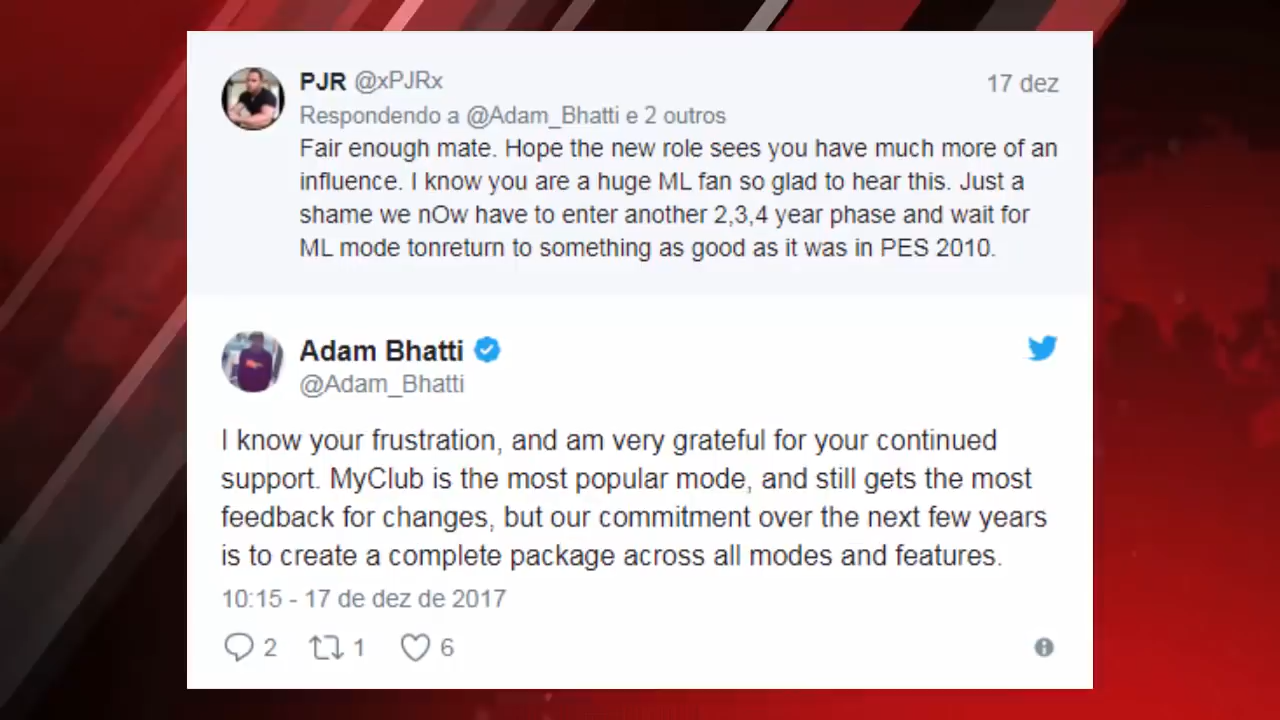 PJR @xPJRx 17 dez
Respondendo a @Adam_Bhatti e 2 outros
Fair enough mate. Hope the new role sees you have much more of an
influence. I know you are a huge ML fan so glad to hear this. Just a
shame we nOw have to enter another 2,3,4 year phase and wait for
ML mode tonreturn to something as good as it was in PES 2010.
Adam Bhatti
@Adam_Bhatti
I know your frustration, and am very grateful for your continued
support. MyClub is the most popular mode, and still gets the most
feedback for changes, but our commitment over the next few years
is to create a complete package across all modes and features.
10:15 - 17 de dez de 2017
2 1 6